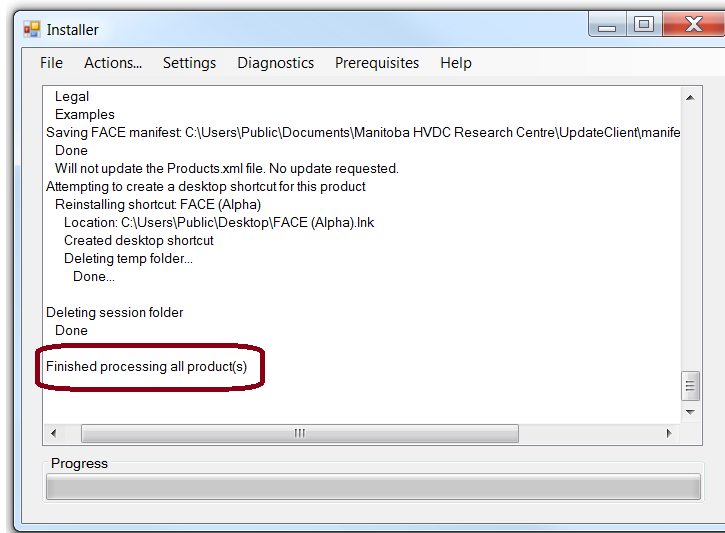 Installer
File Actions... Settings Diagnostics Prerequisites Help
Legal
Examples
Saving FACE manifest: C:\Users\Public\Documents\Manitoba HVDC Research Centre\UpdateClient\manife
Done
Will not update the Products.xml file. No update requested.
Attempting to create a desktop shortcut for this product
Reinstalling shortcut: FACE (Alpha)
Location: C:\Users\Public\Desktop\FACE (Alpha).lnk
Created desktop shortcut
Deleting temp folder...
Done...
Deleting session folder
Done
Finished processing all product(s)
Progress